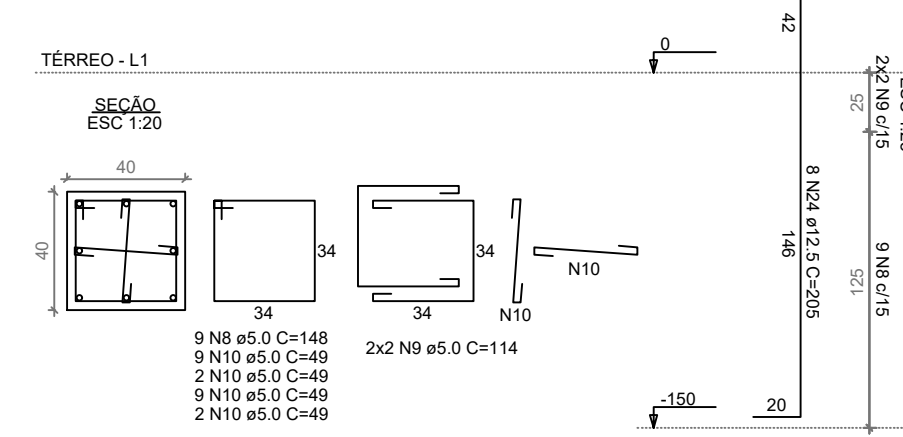 TÉRREO - L1
0
42
SEÇÃO
ESC 1:20
40
40
34
34
34
34
N10
N10
9 N8 ø5.0 C=148
9 N10 ø5.0 C=49
2 N10 ø5.0 C=49
9 N10 ø5.0 C=49
2 N10 ø5.0 C=49
2x2 N9 ø5.0 C=114
-150
20
146
8 N24 ø12.5 C=205
25
125
2x2 N9 c/15
9 N8 c/15